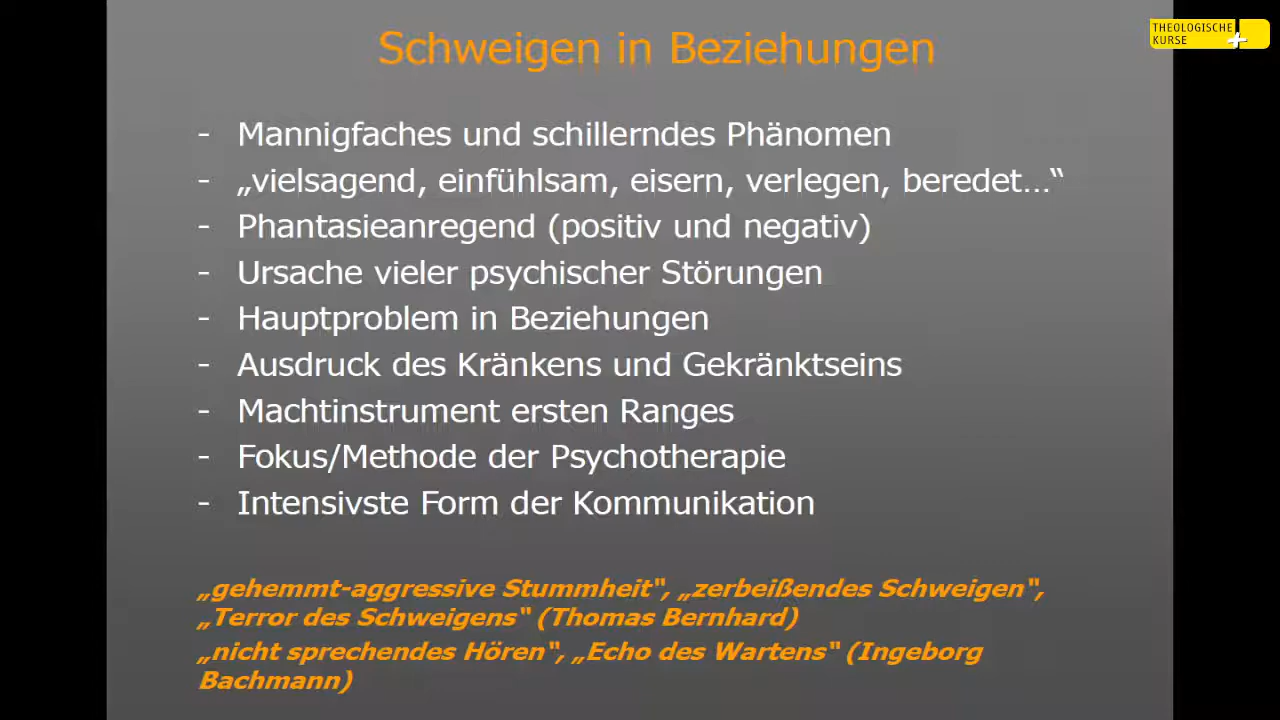 Schweigen in Beziehungen
THEOLOGISCHE
KURSE
- Mannigfaches und schillerndes Phänomen
- „vielsagend, einfühlsam, eisern, verlegen, beredet…“
- Phantasieanregend (positiv und negativ)
- Ursache vieler psychischer Störungen
- Hauptproblem in Beziehungen
- Ausdruck des Kränkens und Gekränktseins
- Machtinstrument ersten Ranges
- Fokus/Methode der Psychotherapie
- Intensivste Form der Kommunikation
„gehemmt-aggressive Stummheit", „zerbeißendes Schweigen",
„Terror des Schweigens" (Thomas Bernhard)
„nicht sprechendes Hören", „Echo des Wartens" (Ingeborg
Bachmann)